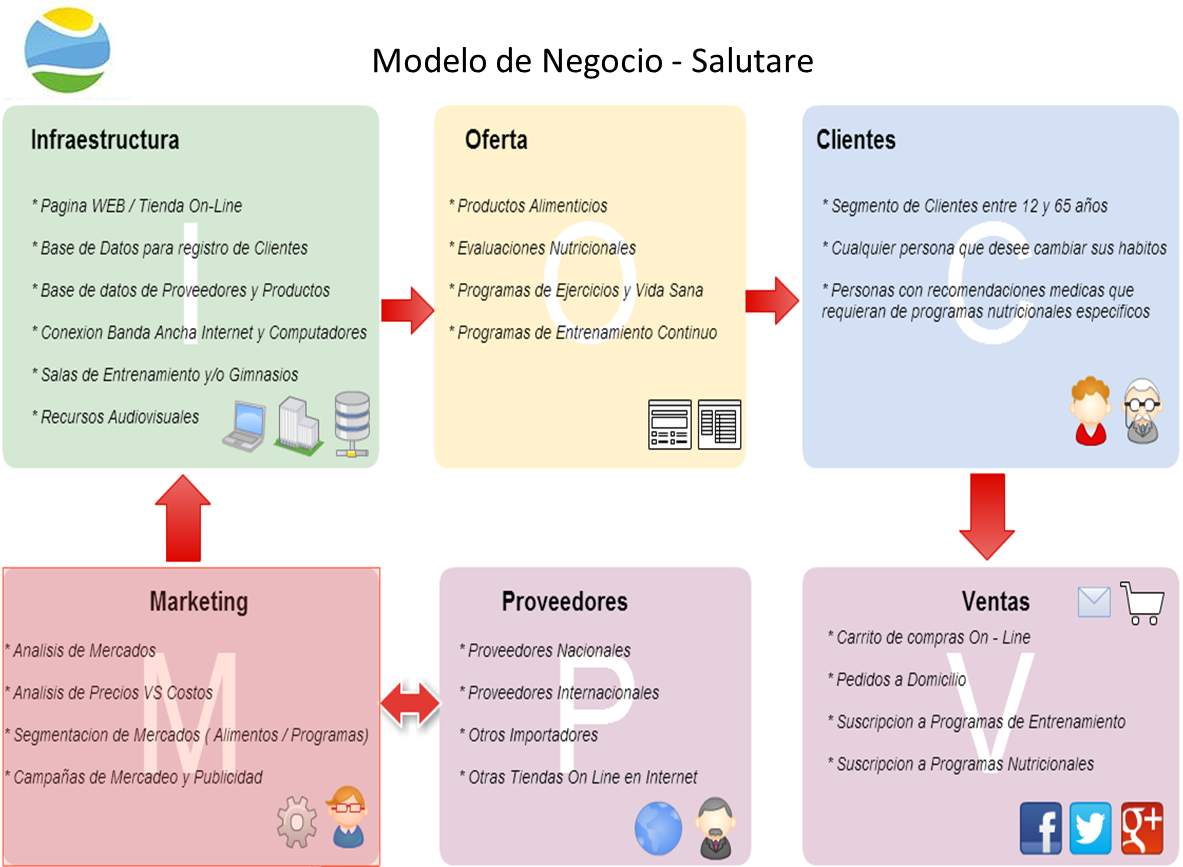 Modelo de Negocio - Salutare
Infraestructura
* Pagina WEB / Tienda On-Line
* Base de Datos para registro de Clientes
* Base de datos de Proveedores y Productos
* Conexion Banda Ancha Internet y Computadores
* Salas de Entrenamiento y/o Gimnasios
* Recursos Audiovisuales
I
Oferta
* Productos Alimenticios
* Evaluaciones Nutricionales
* Programas de Ejercicios y Vida Sana
* Programas de Entrenamiento Continuo
O
Clientes
* Segmento de Clientes entre 12 y 65 años
* Cualquier persona que desee cambiar sus habitos
* Personas con recomendaciones medicas que
requieran de programas nutricionales específicos
C
Marketing
* Analisis de Mercados
* Analisis de Precios VS Costos
* Segmentacion de Mercados ( Alimentos / Programas)
* Campañas de Mercadeo y Publicidad
M
Proveedores
* Proveedores Nacionales
* Proveedores Internacionales
* Otros Importadores
* Otras Tiendas On Line en Internet
P
Ventas
* Carrito de compras On - Line
* Pedidos a Domicilio
* Suscripcion a Programas de Entrenamiento
* Suscripcion a Programas Nutricionales
V
f
g+